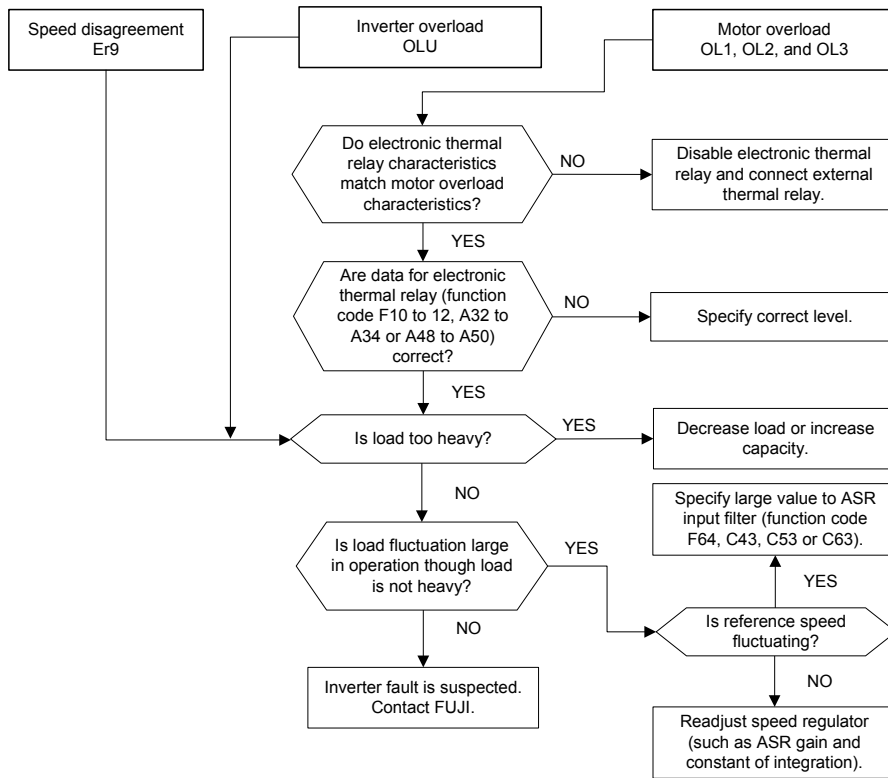 Speed disagreement
Er9
Inverter overload
OLU
Motor overload
OL1, OL2, and OL3
Do electronic thermal
relay characteristics
match motor overload
characteristics?
NO
Disable electronic thermal
relay and connect external
thermal relay.
YES
Are data for electronic
thermal relay (function
code F10 to 12, A32 to
A34 or A48 to A50)
correct?
NO
Specify correct level.
YES
Is load too heavy?
YES
Decrease load or increase
capacity.
NO
Specify large value to ASR
input filter (function code
F64, C43, C53 or C63).
Is load fluctuation large
in operation though load
is not heavy?
YES
YES
Is reference speed
fluctuating?
NO
NO
Inverter fault is suspected.
Contact FUJI.
Readjust speed regulator
(such as ASR gain and
constant of integration).